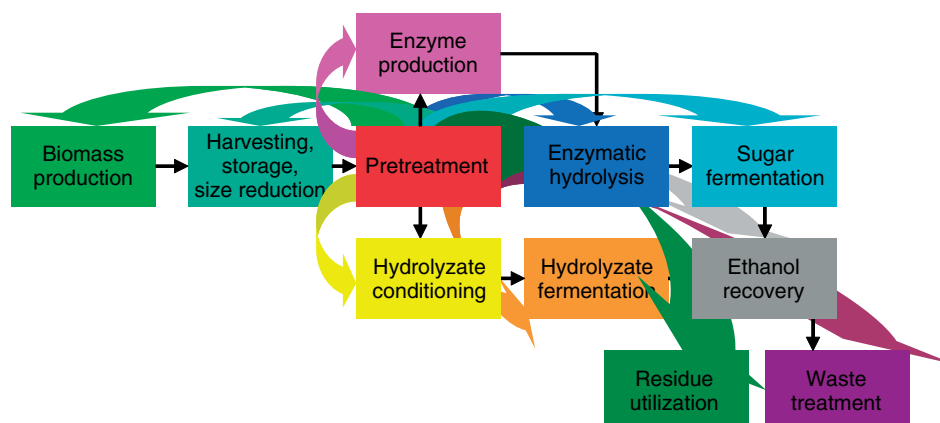 Enzyme
production
Biomass
production
Harvesting,
storage,
size reduction
Pretreatment
Enzymatic
hydrolysis
Sugar
fermentation
Hydrolyzate
conditioning
Hydrolyzate
fermentation
Ethanol
recovery
Residue
utilization
Waste
treatment